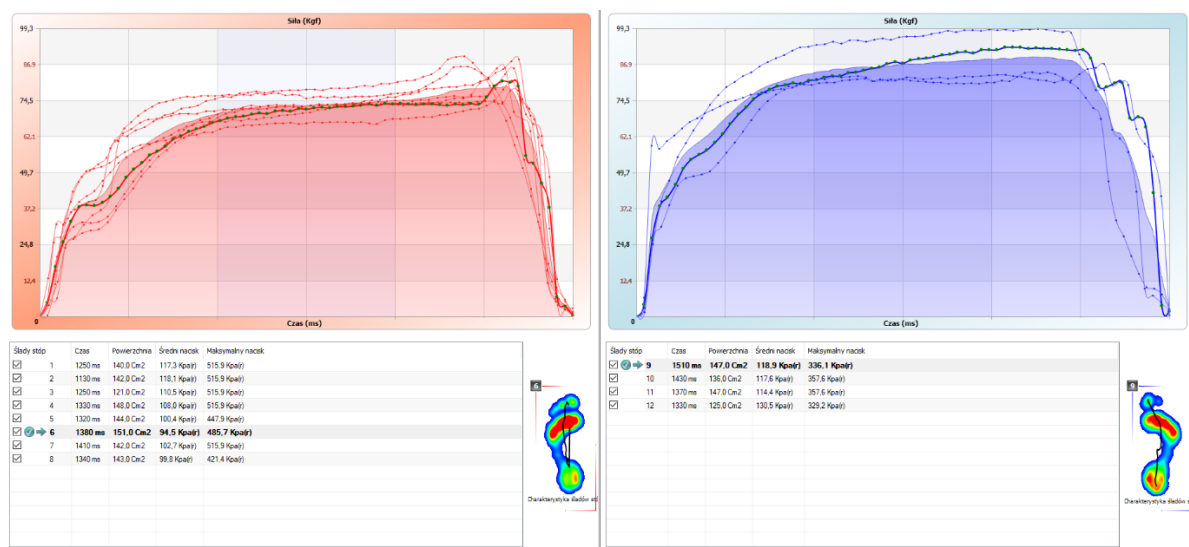 Siła (Kgf)
99,3
86,9
74,5
62,1
49,7
37,2
24,8
12,4
0
Czas (ms)
Ślady stóp Czas Powierzchnia Średni nacisk Maksymalny nacisk
1 1250 ms 140,0 Cm2 117,3 Kpa(r) 515,9 Kpa(r)
2 1130 ms 142,0 Cm2 118,1 Kpa(r) 515,9 Kpa(r)
3 1250 ms 121,0 Cm2 110,5 Kpa(r) 515,9 Kpa(r)
4 1330 ms 148,0 Cm2 108,0 Kpa(r) 515,9 Kpa(r)
5 1320 ms 144,0 Cm2 100,4 Kpa(r) 447,9 Kpa(r)
6 1380 ms 151,0 Cm2 94,5 Kpa(r) 485,7 Kpa(r)
7 1410 ms 142,0 Cm2 102,7 Kpa(r) 515,9 Kpa(r)
8 1340 ms 143,0 Cm2 99,8 Kpa(r) 421,4 Kpa(r)
6
Charakterystyka śladów stó
Siła (Kgf)
99,3
86,9
74,5
62,1
49,7
37,2
24,8
12,4
0
Czas (ms)
Ślady stóp Czas Powierzchnia Średni nacisk Maksymalny nacisk
9 1510 ms 147,0 Cm2 118,9 Kpa(r) 336,1 Kpa(r)
10 1430 ms 136,0 Cm2 117,6 Kpa(r) 357,6 Kpa(r)
11 1370 ms 147,0 Cm2 114,4 Kpa(r) 357,6 Kpa(r)
12 1330 ms 125,0 Cm2 130,5 Kpa(r) 329,2 Kpa(r)
9
Charakterystyka śladów s